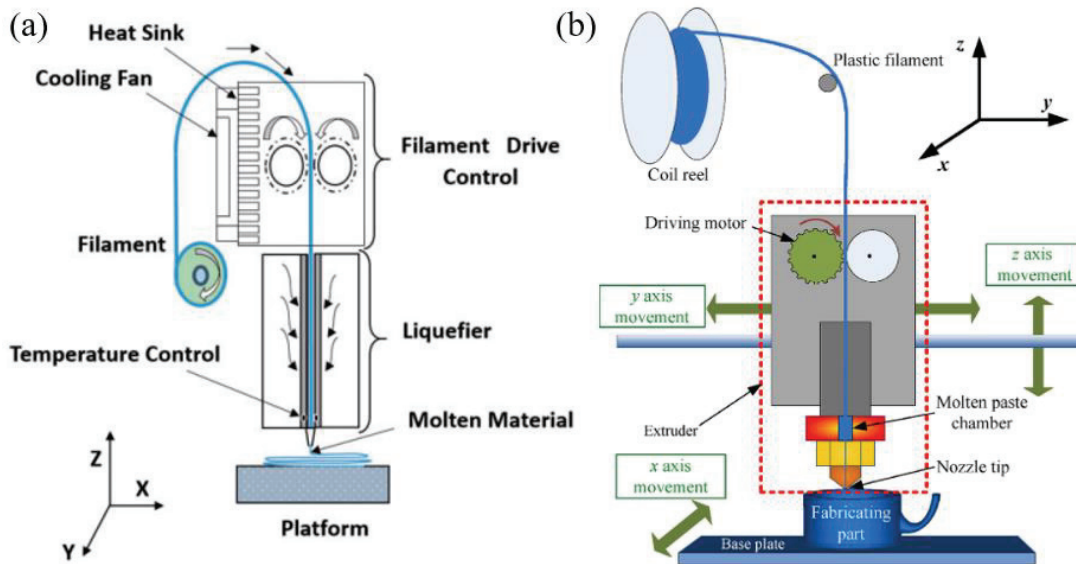 (a)
Heat Sink
Cooling Fan
Filament Drive
Control
Filament
Liquefier
Temperature Control
Molten Material
Z
X
Y
Platform
(b)
Plastic filament
z
y
x
Coil reel
Driving motor
z axis
movement
y axis
movement
Molten paste
chamber
Extruder
Nozzle tip
x axis
movement
Fabricating
part
Base plate